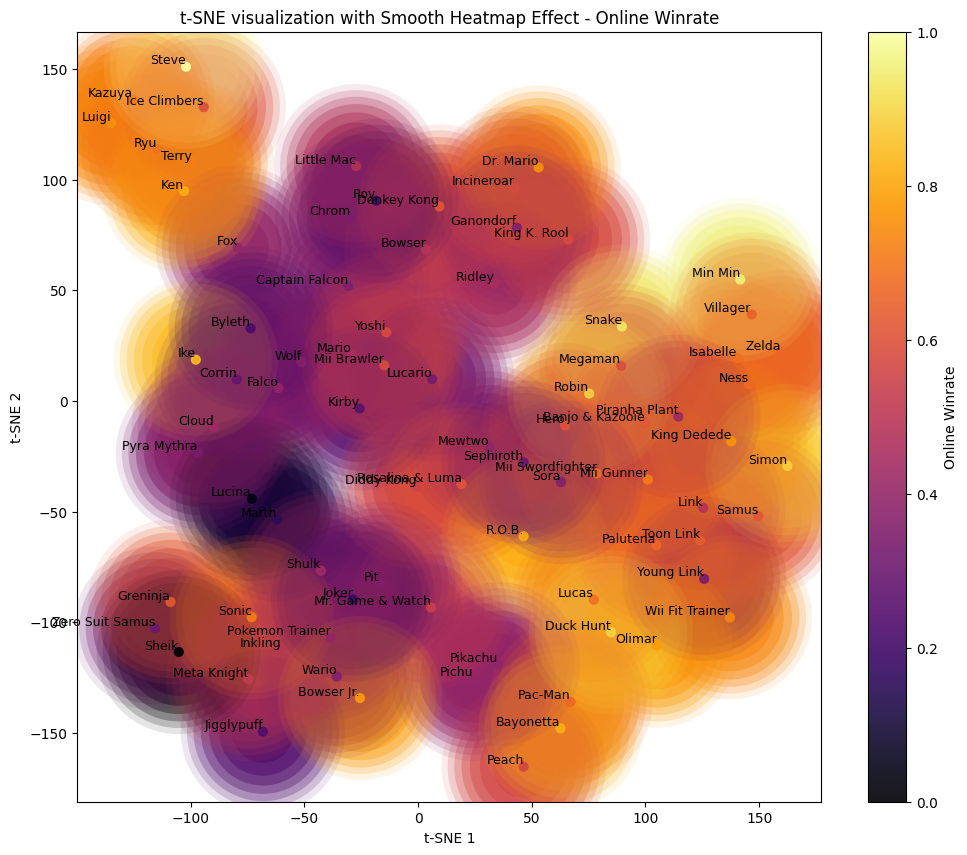 t-SNE visualization with Smooth Heatmap Effect - Online Winrate
Steve
Kazuya
Ice Climbers
Luigi
Ryu
Terry
Ken
Fox
Little Mac
Roy
Donkey Kong
Chrom
Bowser
Captain Falcon
Dr. Mario
Incineroar
Ganondorf
King K. Rool
Ridley
Min Min
Villager
Zelda
Isabelle
Ness
Snake
Megaman
Robin
Piranha Plant
Banjo & Kazooie
Hero
King Dedede
Simon
Byleth
Ike
Wolf
Corrin
Falco
Yoshi
Mario
Mii Brawler
Lucario
Kirby
Cloud
Pyra Mythra
Mewtwo
Sephiroth
Mii Swordfighter
Sora
Mii Gunner
Rosalina & Luma
Diddy Kong
Lucina
Marth
Link
Samus
R.O.B.
Palutena
Toon Link
Young Link
Shulk
Pit
Joker
Mr. Game & Watch
Lucas
Wii Fit Trainer
Duck Hunt
Olimar
Greninja
Sonic
Zero Suit Samus
Pokemon Trainer
Inkling
Sheik
Meta Knight
Wario
Bowser Jr.
Jigglypuff
Pikachu
Pichu
Pac-Man
Bayonetta
Peach
150
100
50
0
−50
−100
−150
t-SNE 2
−100
−50
0
50
100
150
t-SNE 1
1.0
0.8
0.6
0.4
0.2
0.0
Online Winrate